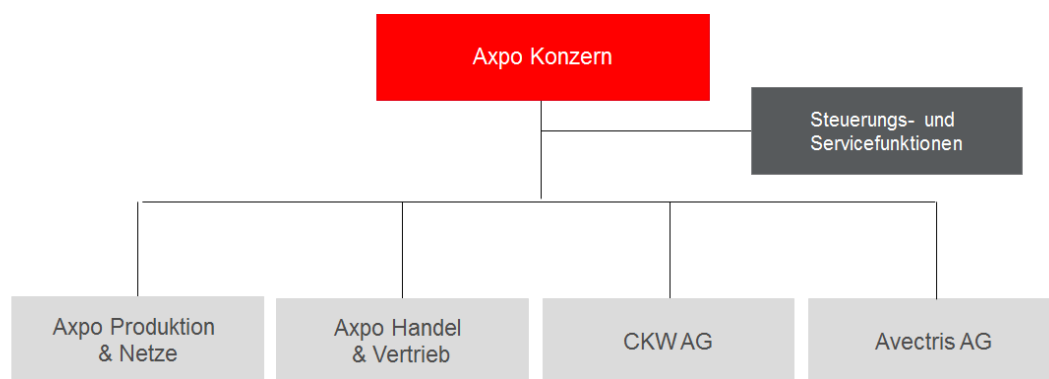 Axpo Konzern
Steuerungs- und
Servicefunktionen
Axpo Produktion
& Netze
Axpo Handel
& Vertrieb
CKW AG
Avectris AG